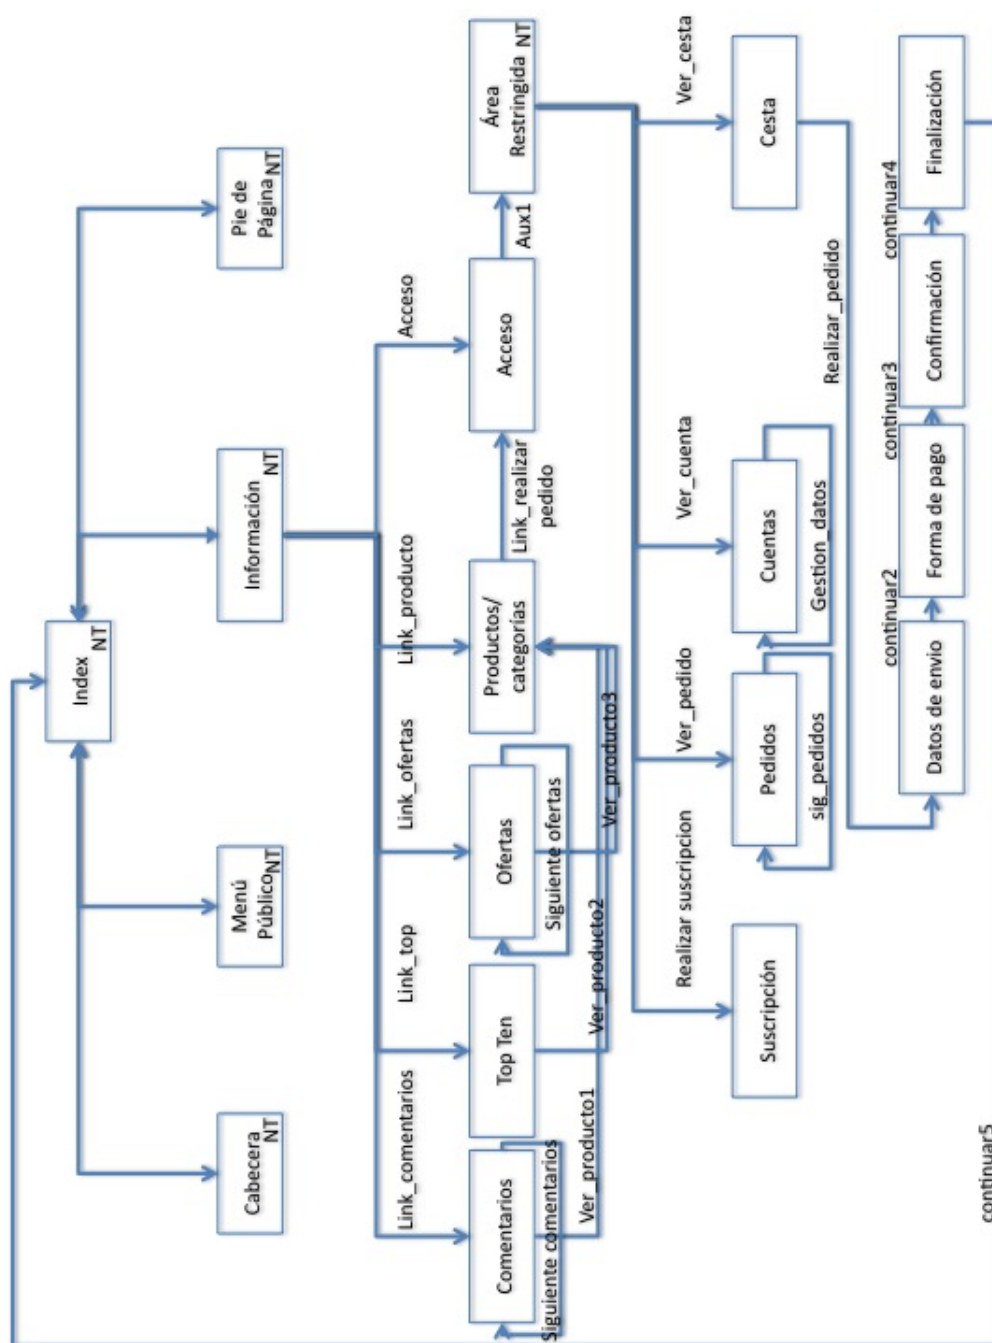 Index
NT
Cabecera
NT
Menú
Público
NT
Información
NT
Pie de
Página
NT
Link_comentarios
Link_top
Link_ofertas
Link_producto
Acceso
Comentarios
Top Ten
Ofertas
Productos/
categorías
Link_realizar
pedido
Acceso
Aux1
Área
Restringida
NT
Siguiente comentarios
Siguiente ofertas
Ver_producto1
Ver_producto2
Ver_producto3
Realizar suscripcion
Ver_pedido
Ver_cuenta
Ver_cesta
Suscripción
Pedidos
Cuentas
Cesta
sig_pedidos
Gestion_datos
Realizar_pedido
continuar2
continuar3
continuar4
Datos de envio
Forma de pago
Confirmación
Finalización
continuar5